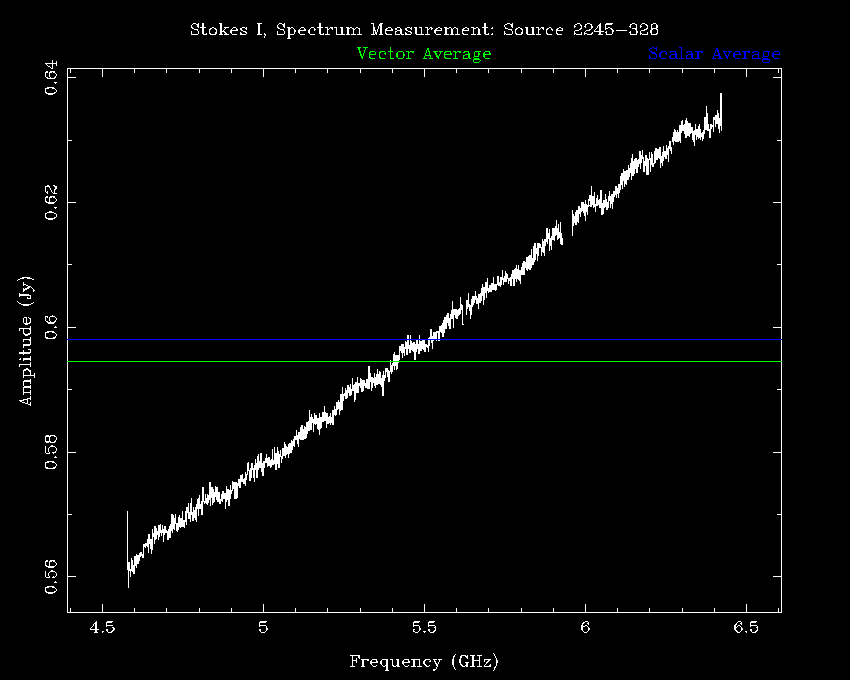 Stokes I, Spectrum Measurement: Source 2245−328
Vector Average
Scalar Average
0.64
0.62
0.6
0.58
0.56
Amplitude (Jy)
4.5 5 5.5 6 6.5
Frequency (GHz)